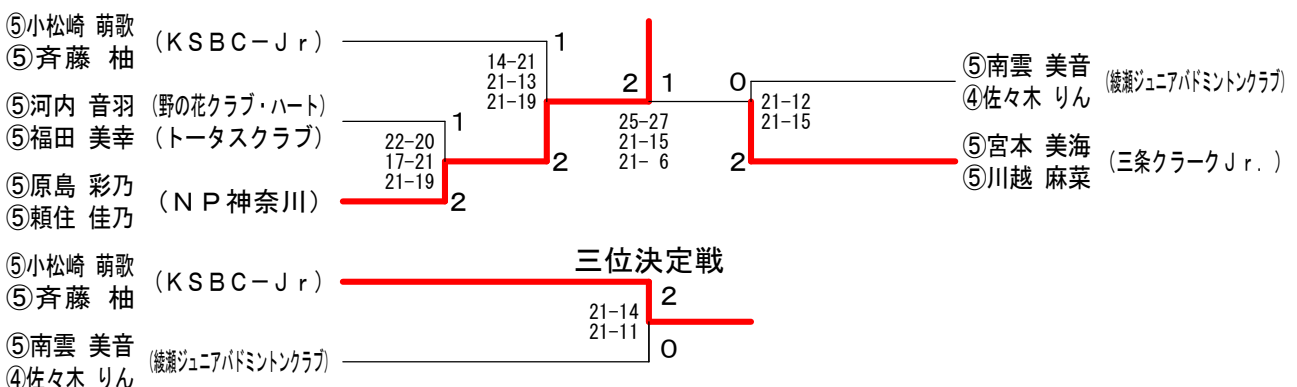 ⑤小松崎 萌歌
⑤斉藤 柚
(KSBC-Jr)
1
14-21
21-13
21-19
⑤河内 音羽 (野の花クラブ・ハート)
⑤福田 美幸 (トータスクラブ)
1
22-20
17-21
21-19
2
⑤原島 彩乃
⑤頼住 佳乃
(NP神奈川)
2
2 1
25-27
21-15
21- 6
0
21-12
21-15
2
⑤南雲 美音
④佐々木 りん
(綾瀬ジュニアバドミントンクラブ)
⑤宮本 美海
⑤川越 麻菜
(三条クラークJr.)
三位決定戦
⑤小松崎 萌歌
⑤斉藤 柚
(KSBC-Jr)
2
21-14
21-11
0
⑤南雲 美音
④佐々木 りん
(綾瀬ジュニアバドミントンクラブ)